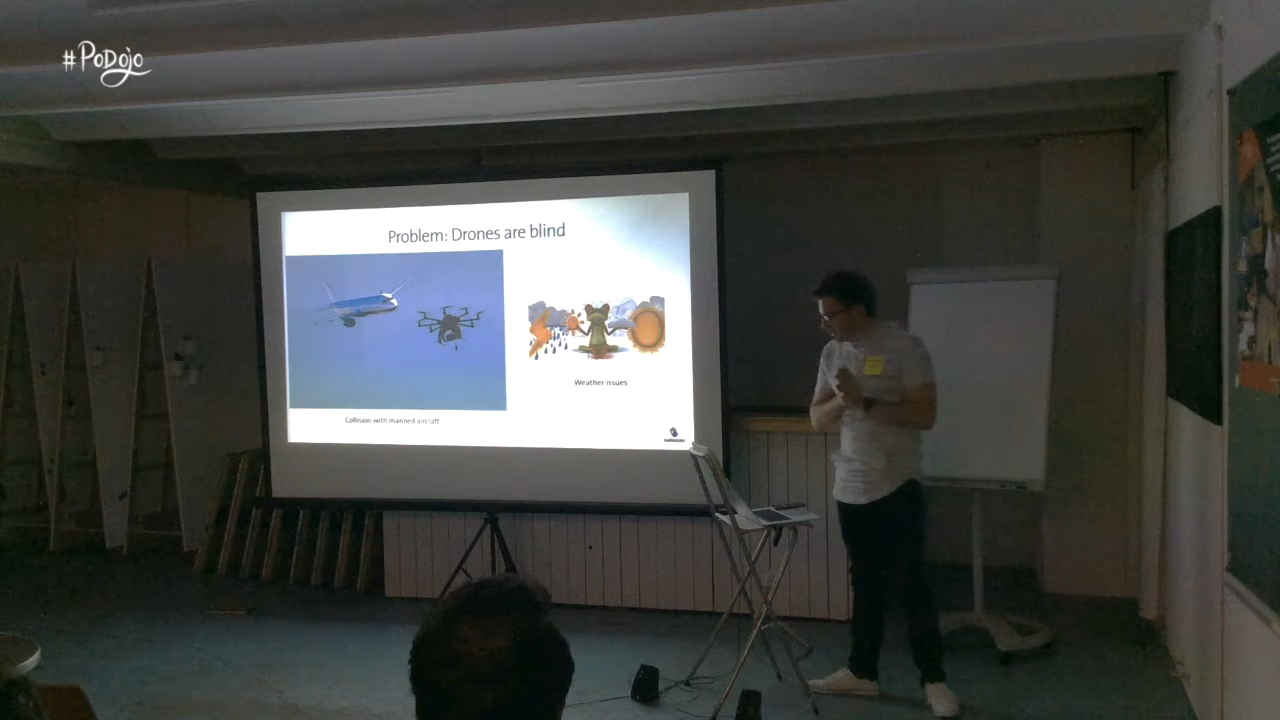 #PoDojo
Problem: Drones are blind
Weather issues
Collision with manned aircraft